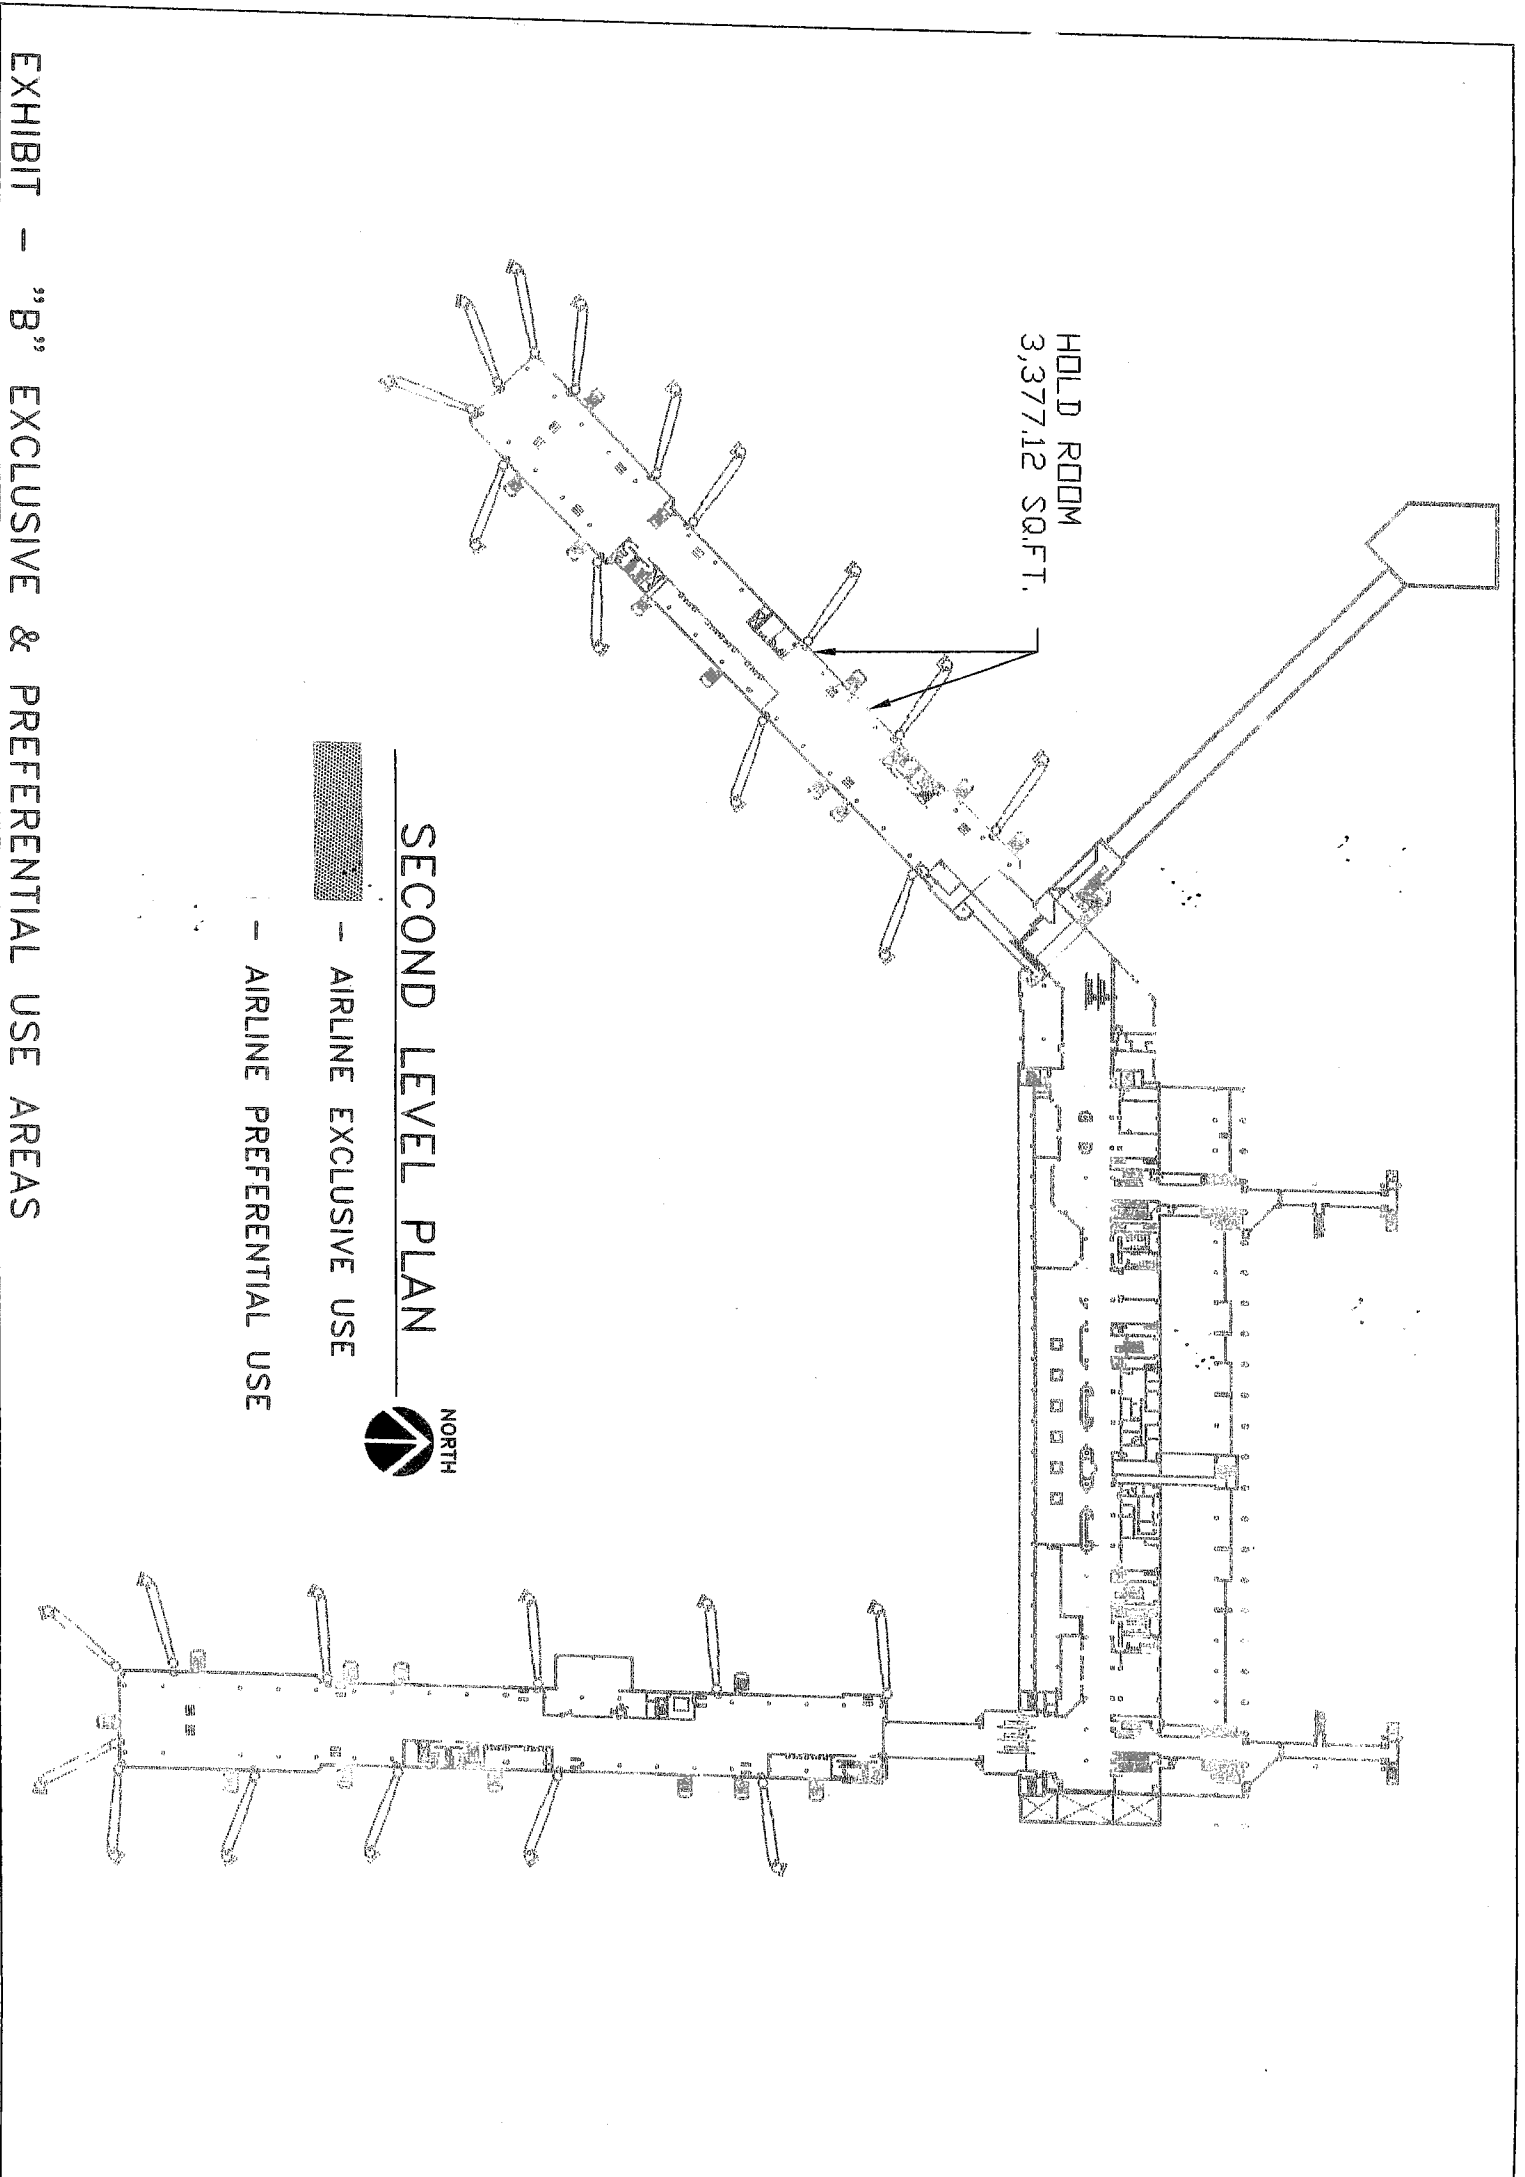 HOLD ROOM
3,377.12 SQ.FT.
SECOND LEVEL PLAN
NORTH
- AIRLINE EXCLUSIVE USE
- AIRLINE PREFERENTIAL USE
EXHIBIT - "B" EXCLUSIVE & PREFERENTIAL USE AREAS